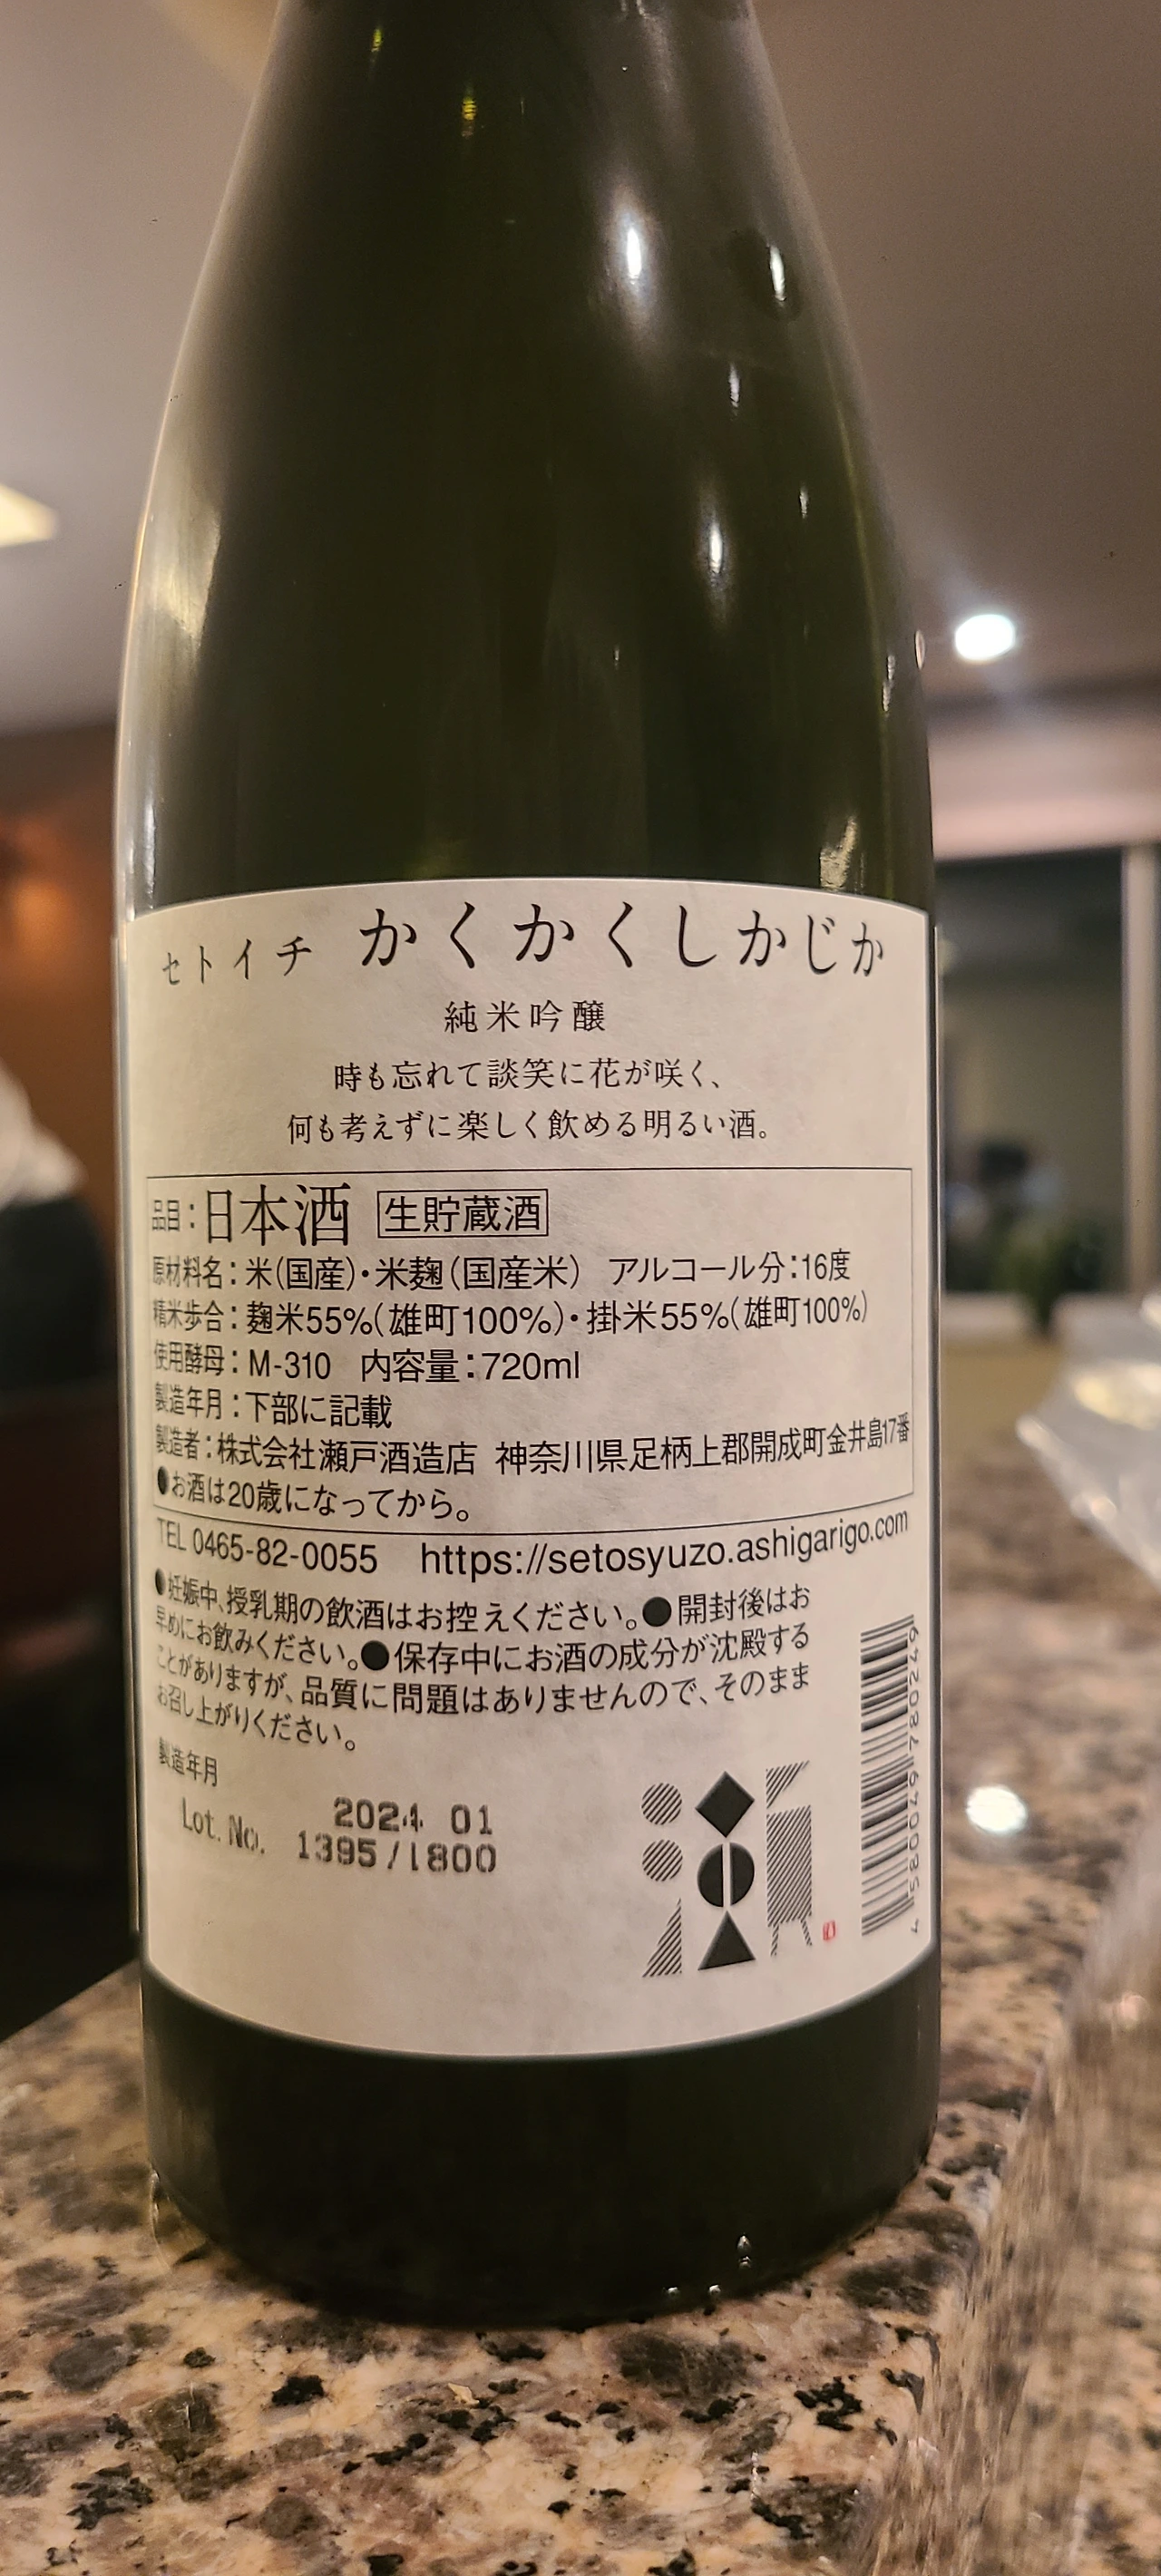 セトイチ かくかくしかじか
純米吟醸
時も忘れて談笑に花が咲く、
何も考えずに楽しく飲める明るい酒。
品目：日本酒 生貯蔵酒
原材料名：米（国産）・米麹（国産米） アルコール分：16度
精米歩合：麹米55%（雄町100%）・掛米55%（雄町100%）
使用酵母：M-310 内容量：720ml
製造年月：下部に記載
製造者：株式会社瀬戸酒造店 神奈川県足柄上郡開成町金井島17番
●お酒は20歳になってから。
TEL 0465-82-0055 https://setosyuzo.ashigarigo.com
●妊娠中、授乳期の飲酒はお控えください。●開封後はお
早めにお飲みください。●保存中にお酒の成分が沈殿する
ことがありますが、品質に問題はありませんので、そのまま
お召し上がりください。
製造年月
2024 01
Lot. No. 1395/1800
4 580049 780249